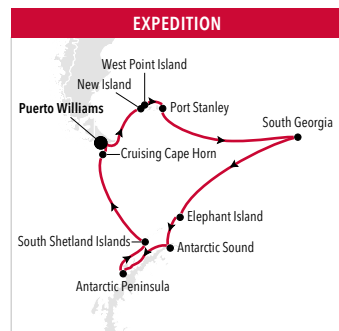 EXPEDITION
West Point Island
New Island
Puerto Williams
Port Stanley
South Georgia
Cruising Cape Horn
Elephant Island
South Shetland Islands
Antarctic Sound
Antarctic Peninsula